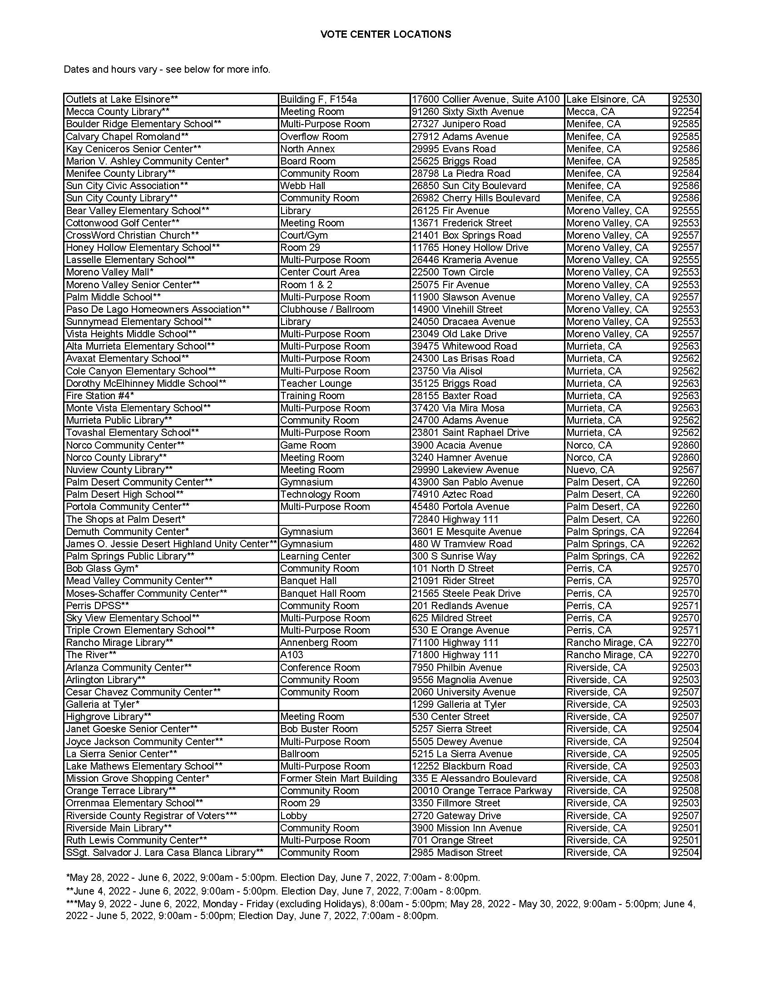 VOTE CENTER LOCATIONS
Dates and hours vary - see below for more info.
Outlets at Lake Elsinore** Building F, F154a 17600 Collier Avenue, Suite A100 Lake Elsinore, CA 92530
Mecca County Library** Meeting Room 91260 Sixty Sixth Avenue Mecca, CA 92254
Boulder Ridge Elementary School** Multi-Purpose Room 27327 Junipero Road Menifee, CA 92585
Calvary Chapel Romoland** Overflow Room 27912 Adams Avenue Menifee, CA 92585
Kay Ceniceros Senior Center** North Annex 29995 Evans Road Menifee, CA 92586
Marion V. Ashley Community Center* Board Room 25625 Briggs Road Menifee, CA 92585
Menifee County Library** Community Room 28798 La Piedra Road Menifee, CA 92584
Sun City Civic Association** Webb Hall 26850 Sun City Boulevard Menifee, CA 92586
Sun City County Library** Community Room 26982 Cherry Hills Boulevard Menifee, CA 92586
Bear Valley Elementary School** Library 26125 Fir Avenue Moreno Valley, CA 92555
Cottonwood Golf Center** Meeting Room 13671 Frederick Street Moreno Valley, CA 92553
CrossWord Christian Church** Court/Gym 21401 Box Springs Road Moreno Valley, CA 92557
Honey Hollow Elementary School** Room 29 11765 Honey Hollow Drive Moreno Valley, CA 92557
Lasselle Elementary School** Multi-Purpose Room 26446 Krameria Avenue Moreno Valley, CA 92555
Moreno Valley Mall* Center Court Area 22500 Town Circle Moreno Valley, CA 92553
Moreno Valley Senior Center** Room 1 & 2 25075 Fir Avenue Moreno Valley, CA 92553
Palm Middle School** Multi-Purpose Room 11900 Slawson Avenue Moreno Valley, CA 92557
Paso De Lago Homeowners Association** Clubhouse / Ballroom 14900 Vinehill Street Moreno Valley, CA 92553
Sunnymead Elementary School** Library 24050 Dracaea Avenue Moreno Valley, CA 92553
Vista Heights Middle School** Multi-Purpose Room 23049 Old Lake Drive Moreno Valley, CA 92557
Alta Murrieta Elementary School** Multi-Purpose Room 39475 Whitewood Road Murrieta, CA 92563
Avaxat Elementary School** Multi-Purpose Room 24300 Las Brisas Road Murrieta, CA 92562
Cole Canyon Elementary School** Multi-Purpose Room 23750 Via Alisol Murrieta, CA 92562
Dorothy McElhinney Middle School** Teacher Lounge 35125 Briggs Road Murrieta, CA 92563
Fire Station #4* Training Room 28155 Baxter Road Murrieta, CA 92563
Monte Vista Elementary School** Multi-Purpose Room 37420 Via Mira Mosa Murrieta, CA 92563
Murrieta Public Library** Community Room 24700 Adams Avenue Murrieta, CA 92562
Tovashal Elementary School** Multi-Purpose Room 23801 Saint Raphael Drive Murrieta, CA 92562
Norco Community Center** Game Room 3900 Acacia Avenue Norco, CA 92860
Norco County Library** Meeting Room 3240 Hamner Avenue Norco, CA 92860
Nuview County Library** Meeting Room 29990 Lakeview Avenue Nuevo, CA 92567
Palm Desert Community Center** Gymnasium 43900 San Pablo Avenue Palm Desert, CA 92260
Palm Desert High School** Technology Room 74910 Aztec Road Palm Desert, CA 92260
Portola Community Center** Multi-Purpose Room 45480 Portola Avenue Palm Desert, CA 92260
The Shops at Palm Desert* 72840 Highway 111 Palm Desert, CA 92260
Demuth Community Center* Gymnasium 3601 E Mesquite Avenue Palm Springs, CA 92264
James O. Jessie Desert Highland Unity Center** Gymnasium 480 W Tramview Road Palm Springs, CA 92262
Palm Springs Public Library** Learning Center 300 S Sunrise Way Palm Springs, CA 92262
Bob Glass Gym* Community Room 101 North D Street Perris, CA 92570
Mead Valley Community Center** Banquet Hall 21091 Rider Street Perris, CA 92570
Moses-Schaffer Community Center** Banquet Hall Room 21565 Steele Peak Drive Perris, CA 92570
Perris DPSS** Community Room 201 Redlands Avenue Perris, CA 92571
Sky View Elementary School** Multi-Purpose Room 625 Mildred Street Perris, CA 92570
Triple Crown Elementary School** Multi-Purpose Room 530 E Orange Avenue Perris, CA 92571
Rancho Mirage Library** Annenberg Room 71100 Highway 111 Rancho Mirage, CA 92270
The River** A103 71800 Highway 111 Rancho Mirage, CA 92270
Arlanza Community Center** Conference Room 7950 Philbin Avenue Riverside, CA 92503
Arlington Library** Community Room 9556 Magnolia Avenue Riverside, CA 92503
Cesar Chavez Community Center** Community Room 2060 University Avenue Riverside, CA 92507
Galleria at Tyler* 1299 Galleria at Tyler Riverside, CA 92503
Highgrove Library** Meeting Room 530 Center Street Riverside, CA 92507
Janet Goeske Senior Center** Bob Buster Room 5257 Sierra Street Riverside, CA 92504
Joyce Jackson Community Center** Multi-Purpose Room 5505 Dewey Avenue Riverside, CA 92504
La Sierra Senior Center** Ballroom 5215 La Sierra Avenue Riverside, CA 92505
Lake Mathews Elementary School** Multi-Purpose Room 12252 Blackburn Road Riverside, CA 92503
Mission Grove Shopping Center* Former Stein Mart Building 335 E Alessandro Boulevard Riverside, CA 92508
Orange Terrace Library** Community Room 20010 Orange Terrace Parkway Riverside, CA 92508
Orrenmaa Elementary School** Room 29 3350 Fillmore Street Riverside, CA 92503
Riverside County Registrar of Voters*** Lobby 2720 Gateway Drive Riverside, CA 92507
Riverside Main Library** Community Room 3900 Mission Inn Avenue Riverside, CA 92501
Ruth Lewis Community Center** Multi-Purpose Room 701 Orange Street Riverside, CA 92501
SSgt. Salvador J. Lara Casa Blanca Library** Community Room 2985 Madison Street Riverside, CA 92504
*May 28, 2022 - June 6, 2022, 9:00am - 5:00pm. Election Day, June 7, 2022, 7:00am - 8:00pm.
**June 4, 2022 - June 6, 2022, 9:00am - 5:00pm. Election Day, June 7, 2022, 7:00am - 8:00pm.
***May 9, 2022 - June 6, 2022, Monday - Friday (excluding Holidays), 8:00am - 5:00pm; May 28, 2022 - May 30, 2022, 9:00am - 5:00pm; June 4,
2022 - June 5, 2022, 9:00am - 5:00pm; Election Day, June 7, 2022, 7:00am - 8:00pm.